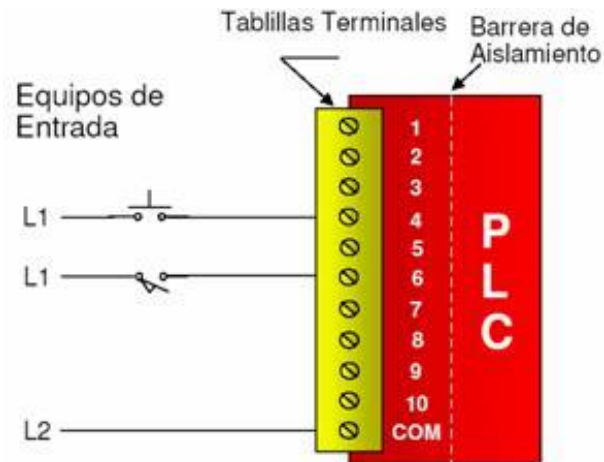 Tablillas Terminales
Barrera de
Aislamiento
Equipos de
Entrada
1
2
3
L1
4
5
L1
6
7
8
9
10
L2
COM
PLC